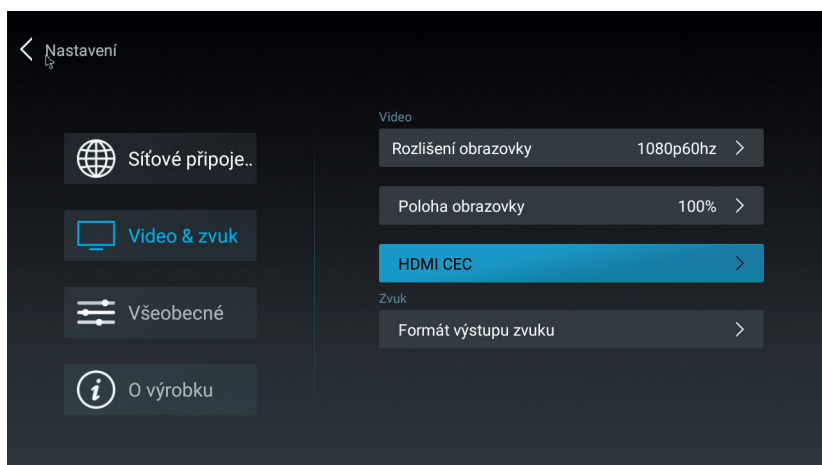 Nastavení
Síťové připoje..
Video & zvuk
Všeobecné
O výrobku
Video
Rozlišení obrazovky 1080p60hz
Poloha obrazovky 100%
HDMI CEC
Zvuk
Formát výstupu zvuku